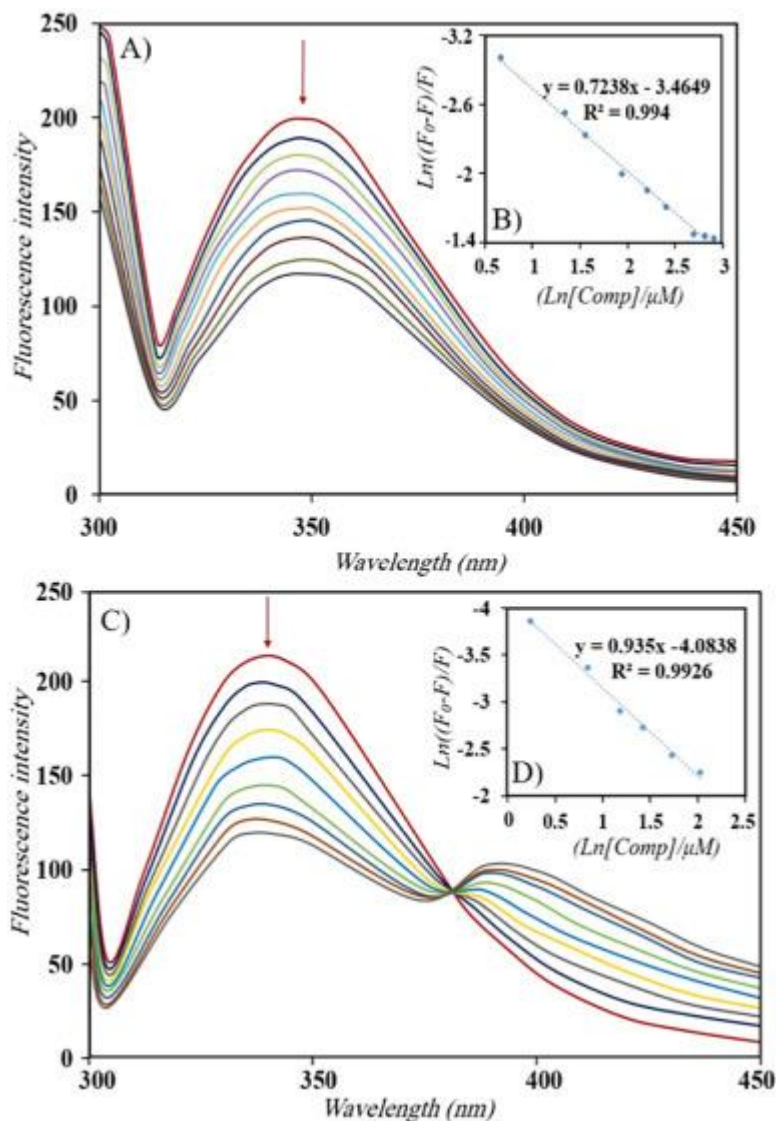 A)
250
200
150
100
50
0
300
350
400
450
Fluorescence intensity
Wavelength (nm)
B)
-3.2
-2.6
-2
-1.4
0.5
1
1.5
2
2.5
3
Ln((F₀-F)/F)
(Ln[Comp]/μM)
y = 0.7238x - 3.4649
R² = 0.994
C)
250
200
150
100
50
0
300
350
400
450
Fluorescence intensity
Wavelength (nm)
D)
-4
-3.5
-3
-2.5
-2
0
0.5
1
1.5
2
2.5
Ln((F₀-F)/F)
(Ln[Comp]/μM)
y = 0.935x -4.0838
R² = 0.9926